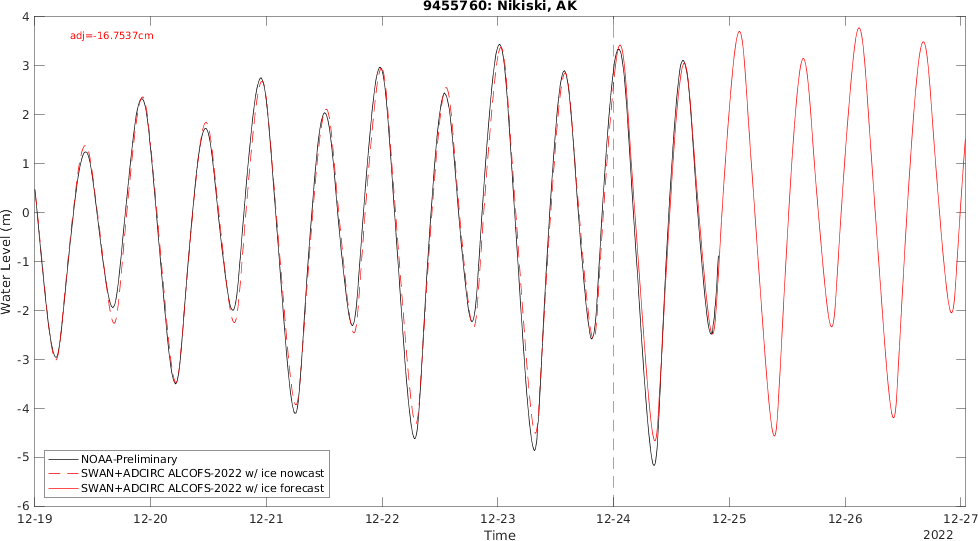 9455760: Nikiski, AK
adj=-16.7537cm
Water Level (m)
4
3
2
1
0
-1
-2
-3
-4
-5
-6
NOAA-Preliminary
SWAN+ADCIRC ALCOFS-2022 w/ ice nowcast
SWAN+ADCIRC ALCOFS-2022 w/ ice forecast
12-19 12-20 12-21 12-22 12-23 12-24 12-25 12-26 12-27
Time
2022